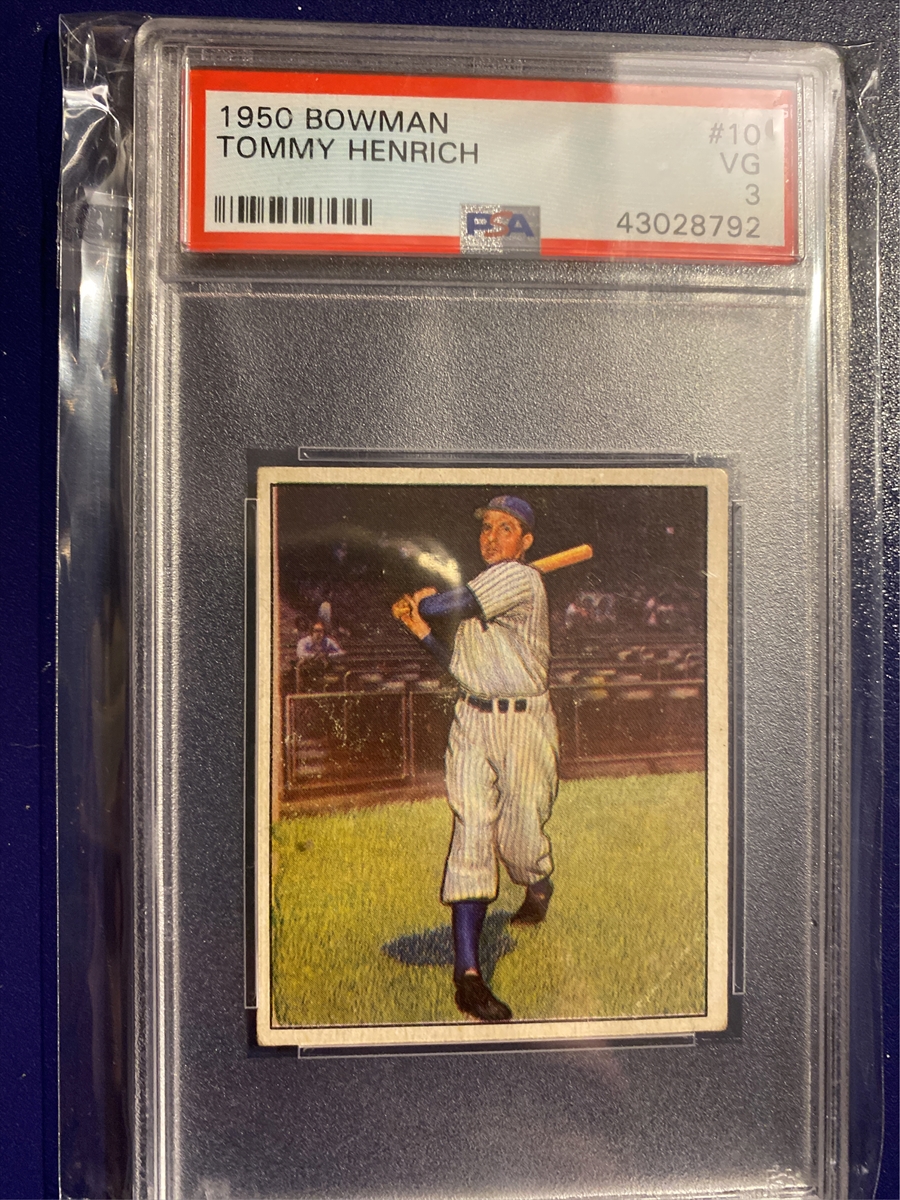 1950 BOWMAN #10
TOMMY HENRICH VG
3
PSA 43028792